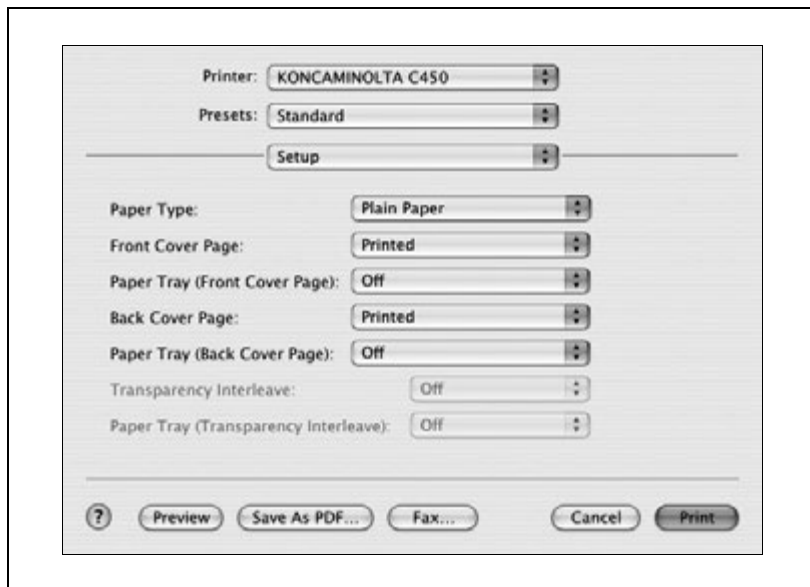 Printer: KONCAMINOLTA C450
Presets: Standard
Setup
Paper Type: Plain Paper
Front Cover Page: Printed
Paper Tray (Front Cover Page): Off
Back Cover Page: Printed
Paper Tray (Back Cover Page): Off
Transparency Interleave: Off
Paper Tray (Transparency Interleave): Off
? Preview Save As PDF... Fax... Cancel Print